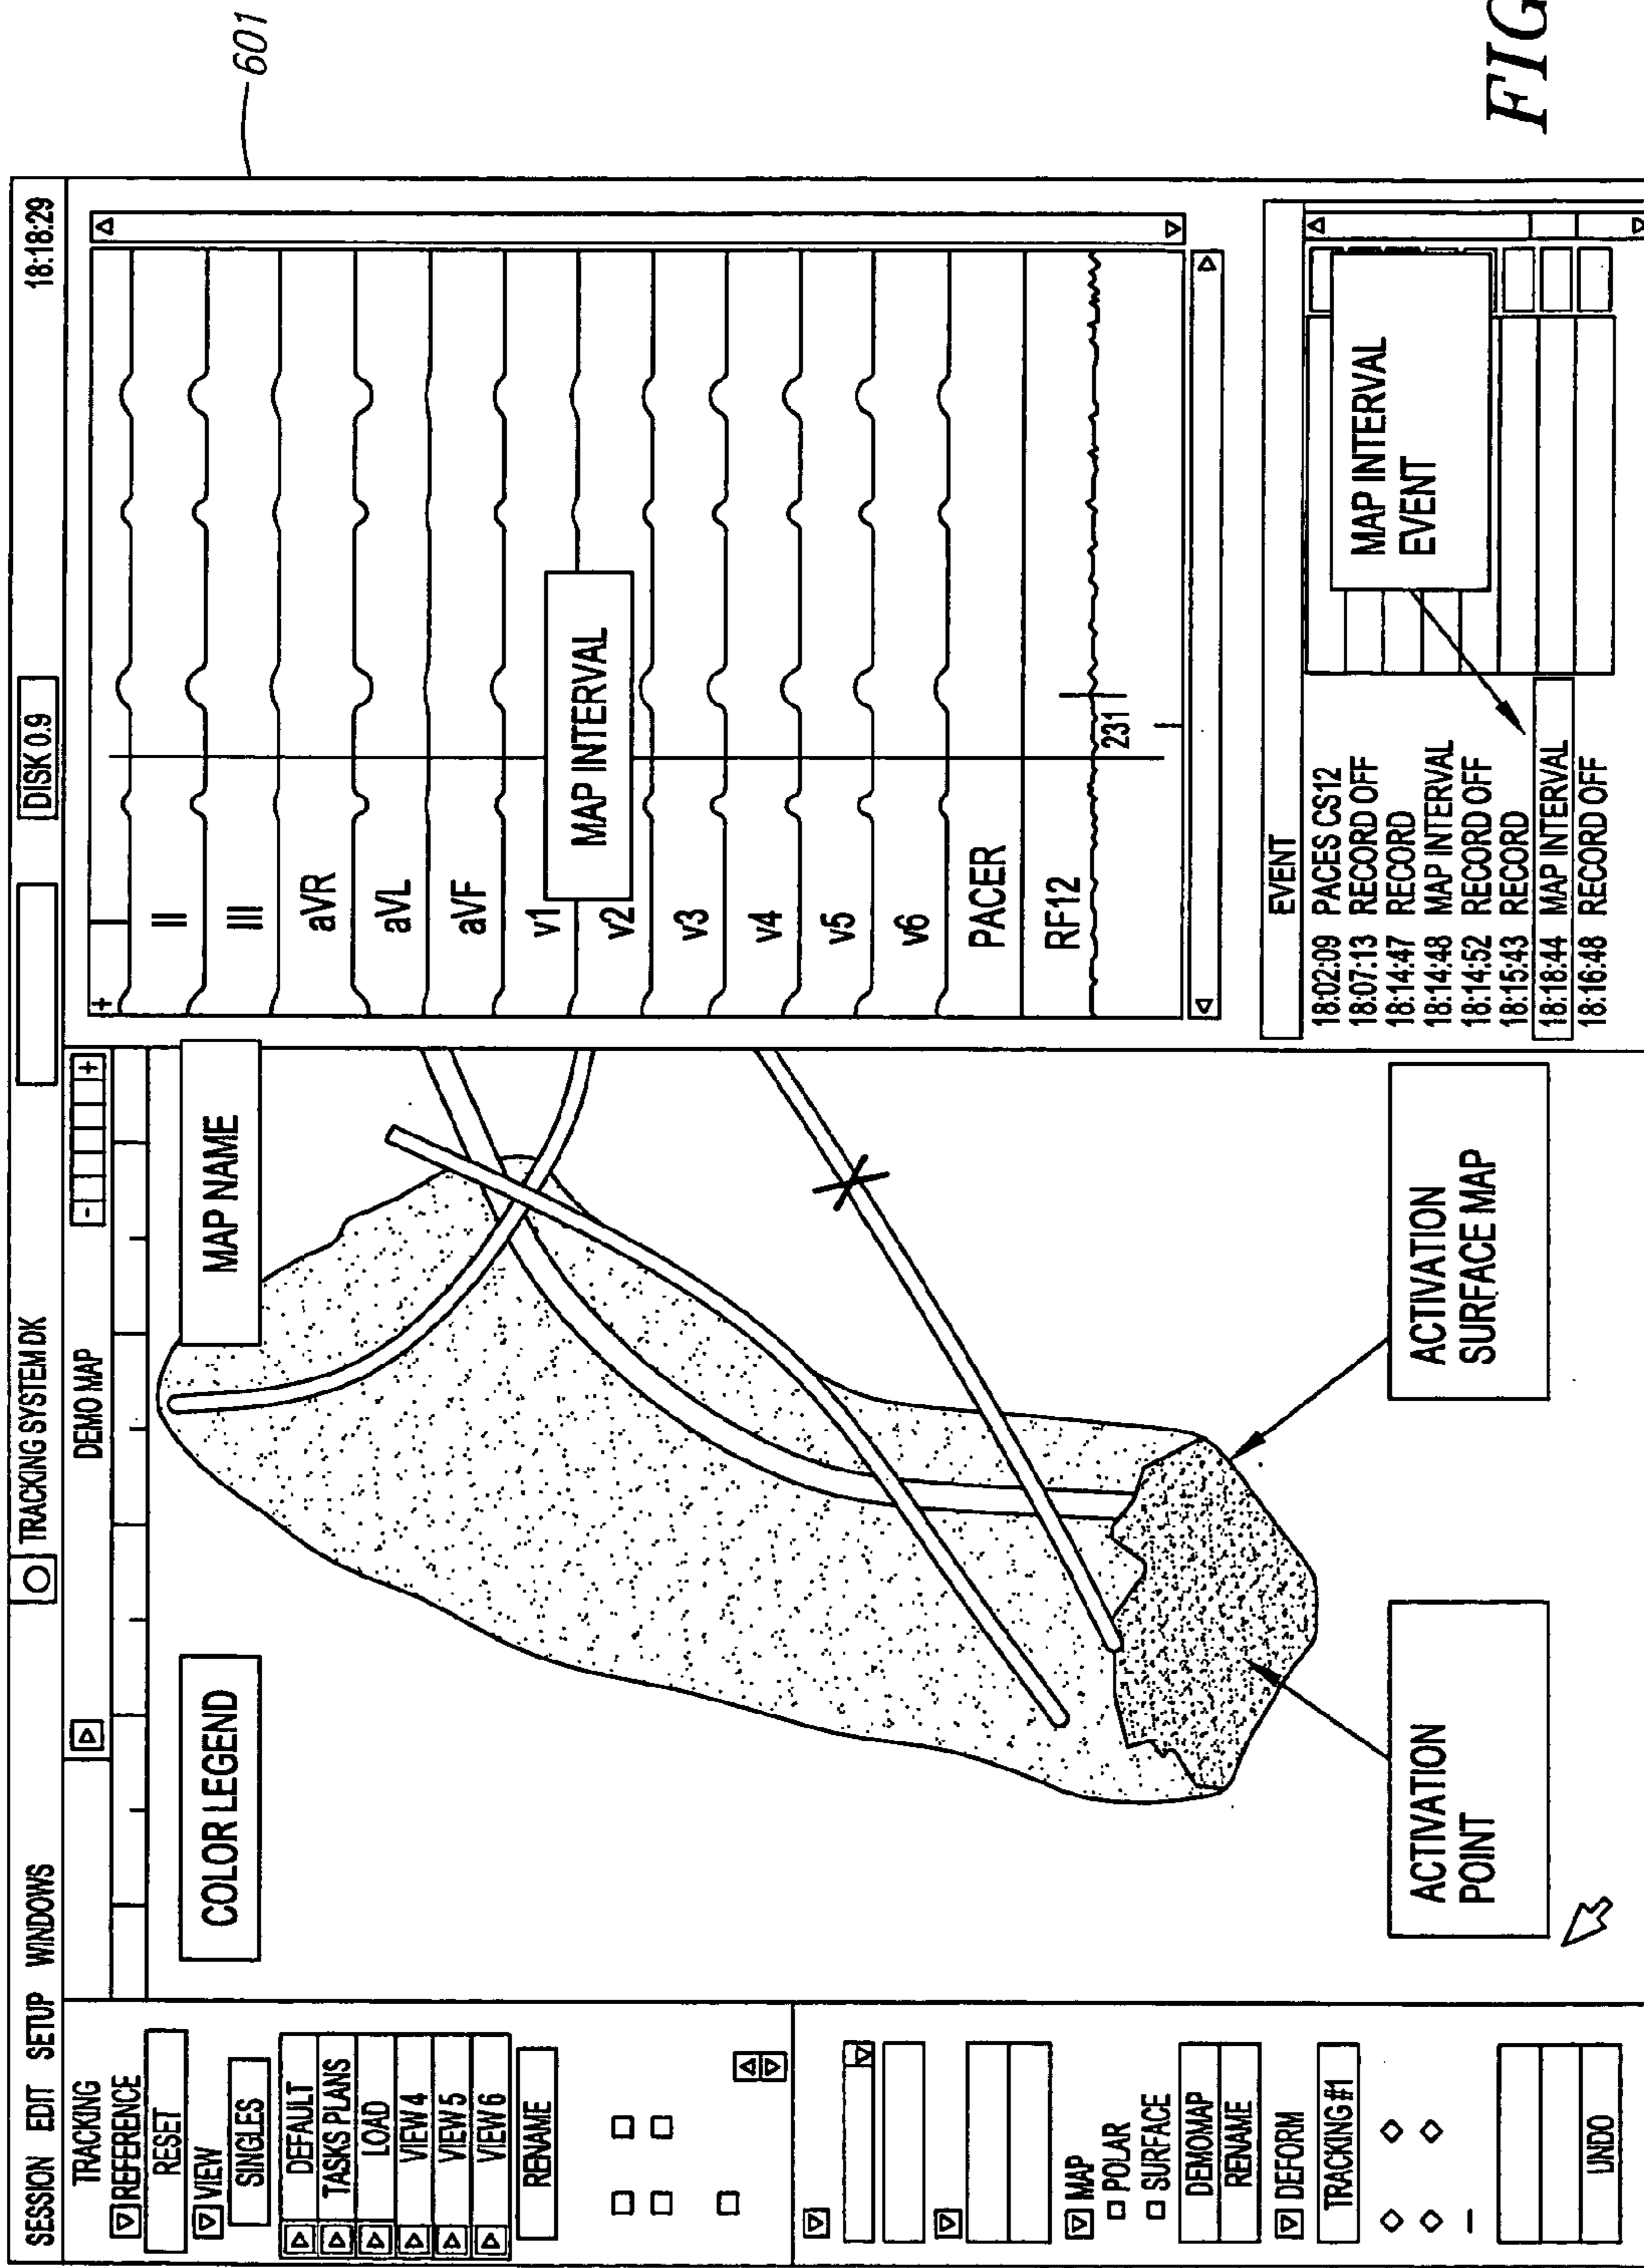 SESSION EDIT SETUP WINDOWS
TRACKING SYSTEM DK
DISK 0.9
18:18:29
601
TRACKING
REFERENCE
RESET
VIEW
SINGLES
DEFAULT
TASKS PLANS
LOAD
VIEW 4
VIEW 5
VIEW 6
RENAME
MAP
POLAR
SURFACE
DEMOMAP
RENAME
DEFORM
TRACKING #1
UNDO
DEMO MAP
- +
COLOR LEGEND
MAP NAME
ACTIVATION
POINT
ACTIVATION
SURFACE MAP
+
I
II
III
aVR
aVL
aVF
v1
MAP INTERVAL
v2
v3
v4
v5
v6
PACER
RF12
231
EVENT
18:02:09 PACES CS12
18:07:13 RECORD OFF
18:14:47 RECORD
18:14:48 MAP INTERVAL
18:14:52 RECORD OFF
18:15:43 RECORD
18:18:44 MAP INTERVAL
18:16:48 RECORD OFF
MAP INTERVAL
EVENT
FIG